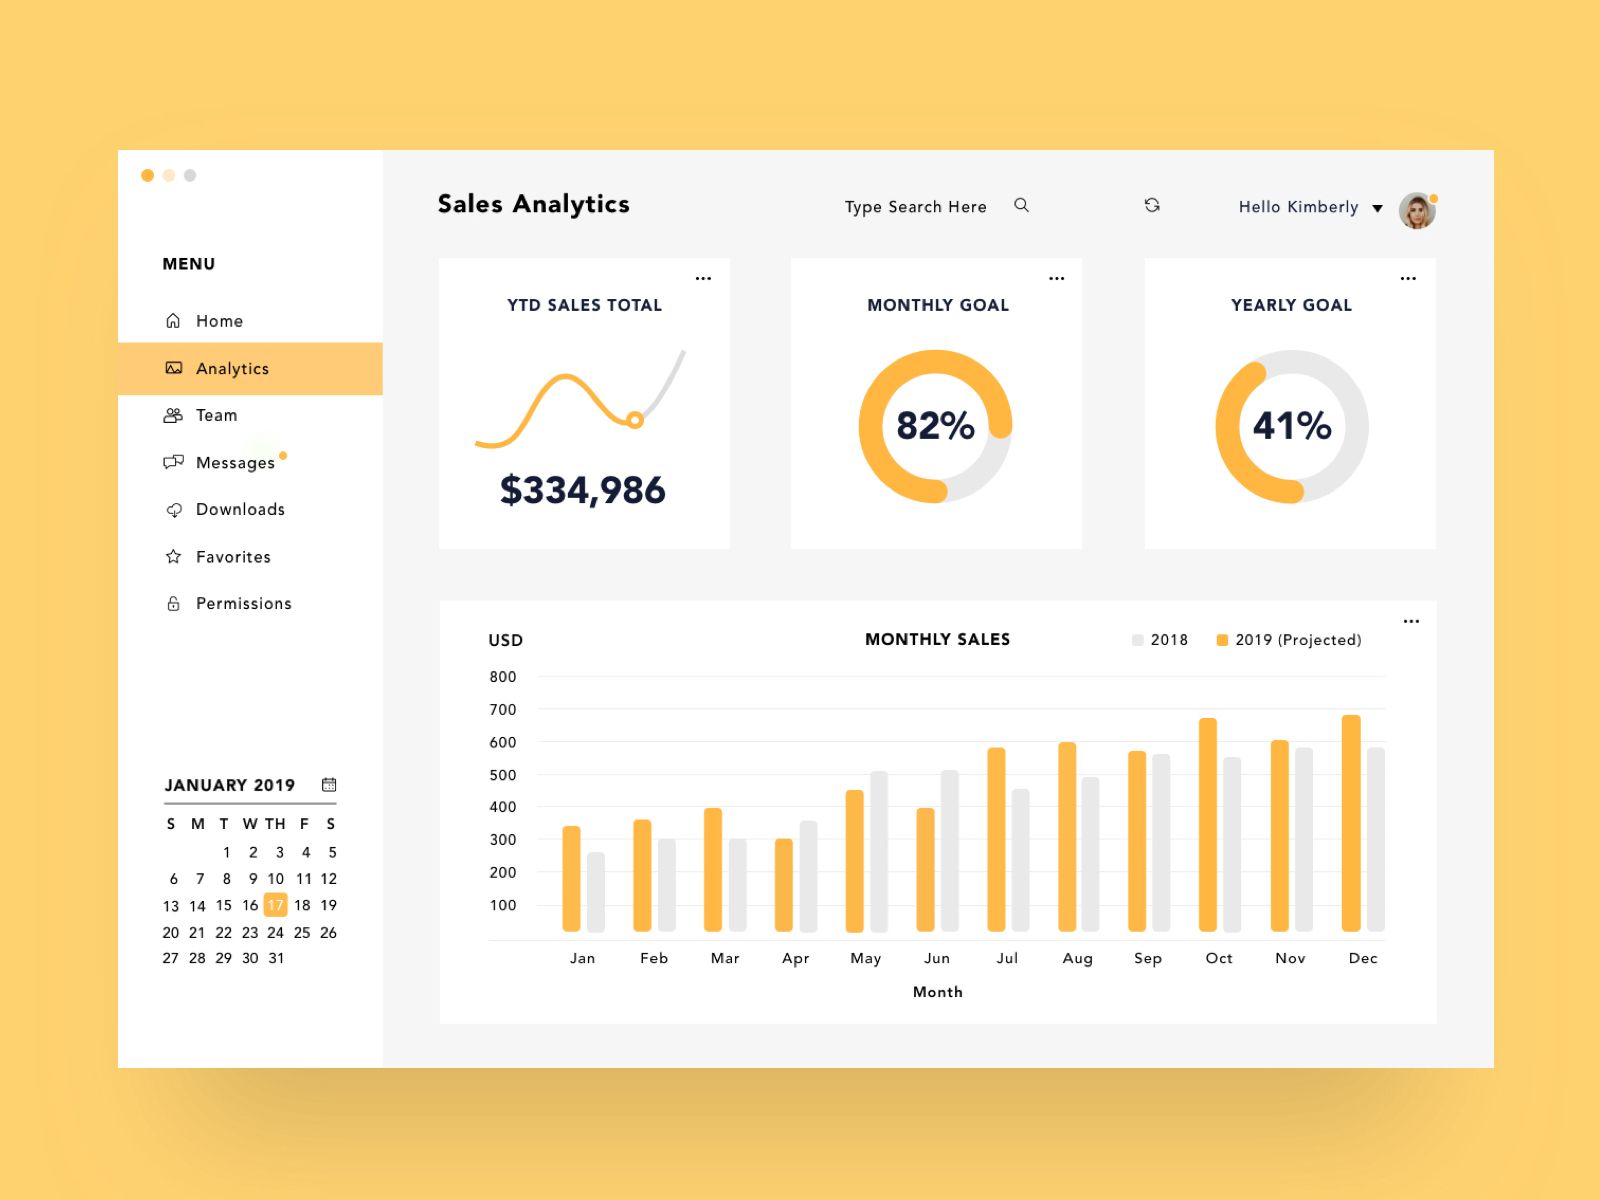 MENU
Home
Analytics
Team
Messages
Downloads
Favorites
Permissions
JANUARY 2019
S M T W TH F S
1 2 3 4 5
6 7 8 9 10 11 12
13 14 15 16 17 18 19
20 21 22 23 24 25 26
27 28 29 30 31
Sales Analytics
Type Search Here
Hello Kimberly
YTD SALES TOTAL
$334,986
MONTHLY GOAL
82%
YEARLY GOAL
41%
USD
MONTHLY SALES
2018
2019 (Projected)
800
700
600
500
400
300
200
100
Jan Feb Mar Apr May Jun Jul Aug Sep Oct Nov Dec
Month